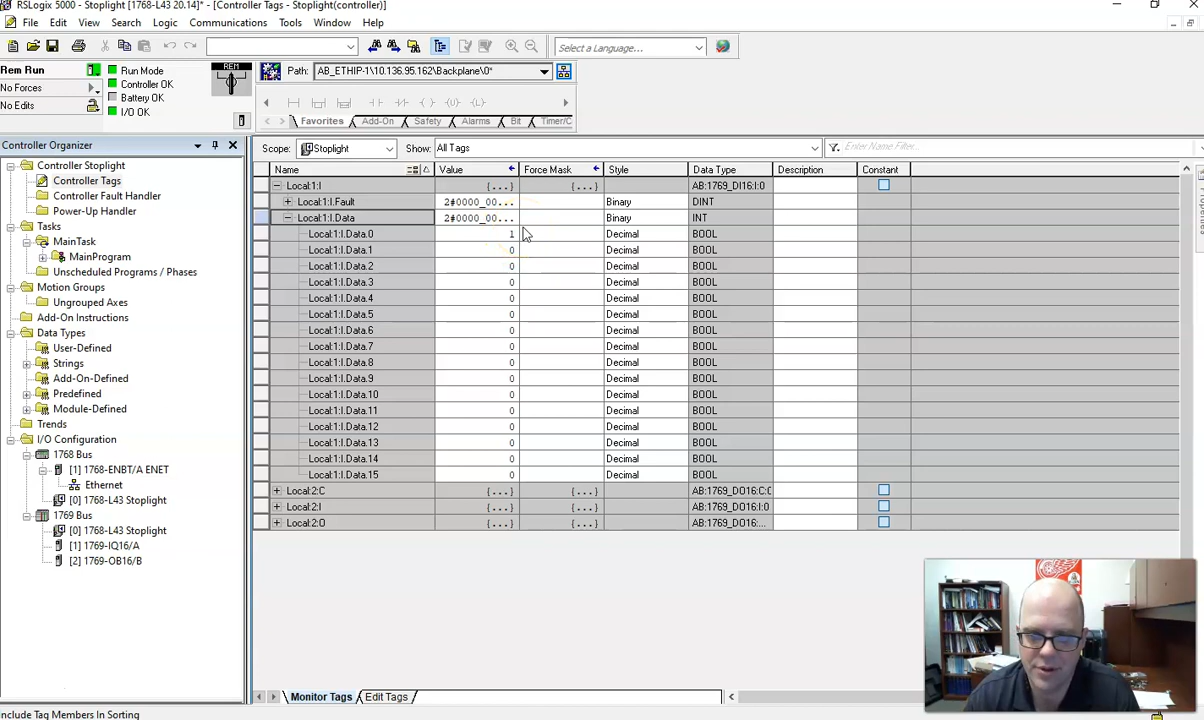 RSLogix 5000 - Stoplight [1768-L43 20.14]* - [Controller Tags - Stoplight(controller)]
File Edit View Search Logic Communications Tools Window Help
Select a Language...
Rem Run
No Forces
No Edits
Run Mode
Controller OK
Battery OK
I/O OK
REM
Path: AB_ETHIP-1\10.136.95.162\Backplane\0*
Favorites Add-On Safety Alarms Bit Timer/C
Controller Organizer
Controller Stoplight
Controller Tags
Controller Fault Handler
Power-Up Handler
Tasks
MainTask
MainProgram
Unscheduled Programs / Phases
Motion Groups
Ungrouped Axes
Add-On Instructions
Data Types
User-Defined
Strings
Add-On-Defined
Predefined
Module-Defined
Trends
I/O Configuration
1768 Bus
[1] 1768-ENBT/A ENET
Ethernet
[0] 1768-L43 Stoplight
1769 Bus
[0] 1768-L43 Stoplight
[1] 1769-IQ16/A
[2] 1769-OB16/B
Scope: Stoplight Show: All Tags Enter Name Filter...
Name Value Force Mask Style Data Type Description Constant
Local:1:I {...} {...} AB:1769_DI16:I:0
Local:1:I.Fault 2#0000_00... Binary DINT
Local:1:I.Data 2#0000_00... Binary INT
Local:1:I.Data.0 1 Decimal BOOL
Local:1:I.Data.1 0 Decimal BOOL
Local:1:I.Data.2 0 Decimal BOOL
Local:1:I.Data.3 0 Decimal BOOL
Local:1:I.Data.4 0 Decimal BOOL
Local:1:I.Data.5 0 Decimal BOOL
Local:1:I.Data.6 0 Decimal BOOL
Local:1:I.Data.7 0 Decimal BOOL
Local:1:I.Data.8 0 Decimal BOOL
Local:1:I.Data.9 0 Decimal BOOL
Local:1:I.Data.10 0 Decimal BOOL
Local:1:I.Data.11 0 Decimal BOOL
Local:1:I.Data.12 0 Decimal BOOL
Local:1:I.Data.13 0 Decimal BOOL
Local:1:I.Data.14 0 Decimal BOOL
Local:1:I.Data.15 0 Decimal BOOL
Local:2:C {...} {...} AB:1769_DO16:C:0
Local:2:I {...} {...} AB:1769_DO16:I:0
Local:2:O {...} {...} AB:1769_DO16:...
Monitor Tags Edit Tags
Include Tag Members In Sorting